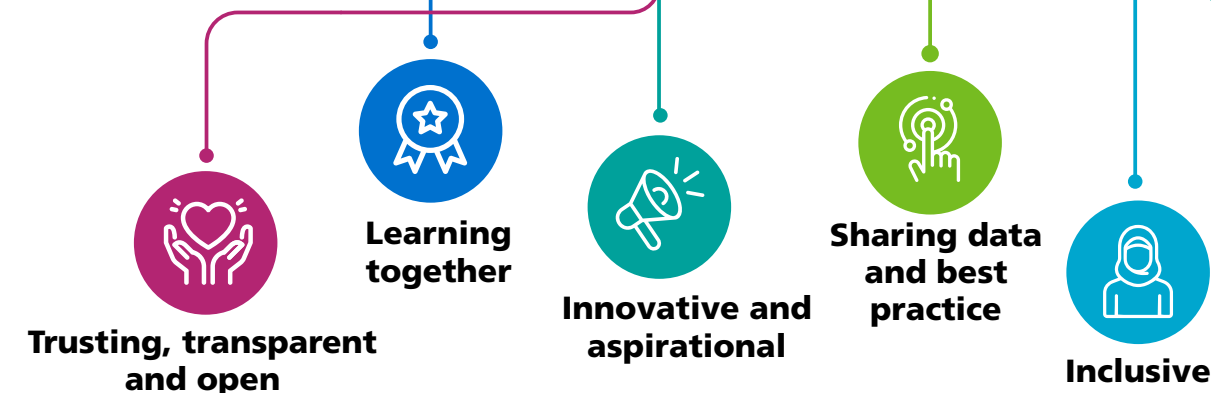 Trusting, transparent
and open
Learning
together
Innovative and
aspirational
Sharing data
and best
practice
Inclusive